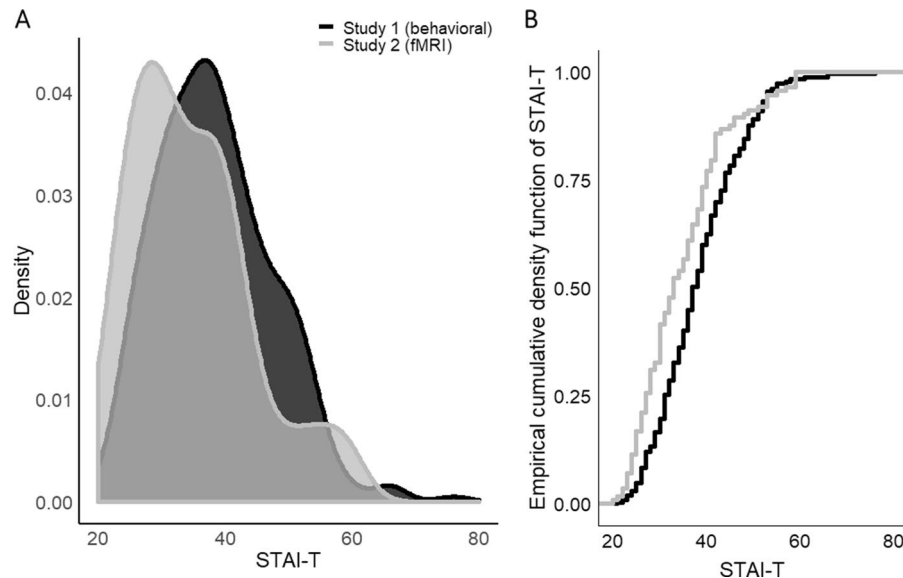 A
Study 1 (behavioral)
Study 2 (fMRI)
Density
0.04
0.03
0.02
0.01
0.00
20 40 60 80
STAI-T
B
Empirical cumulative density function of STAI-T
1.00
0.75
0.50
0.25
0.00
20 40 60 80
STAI-T